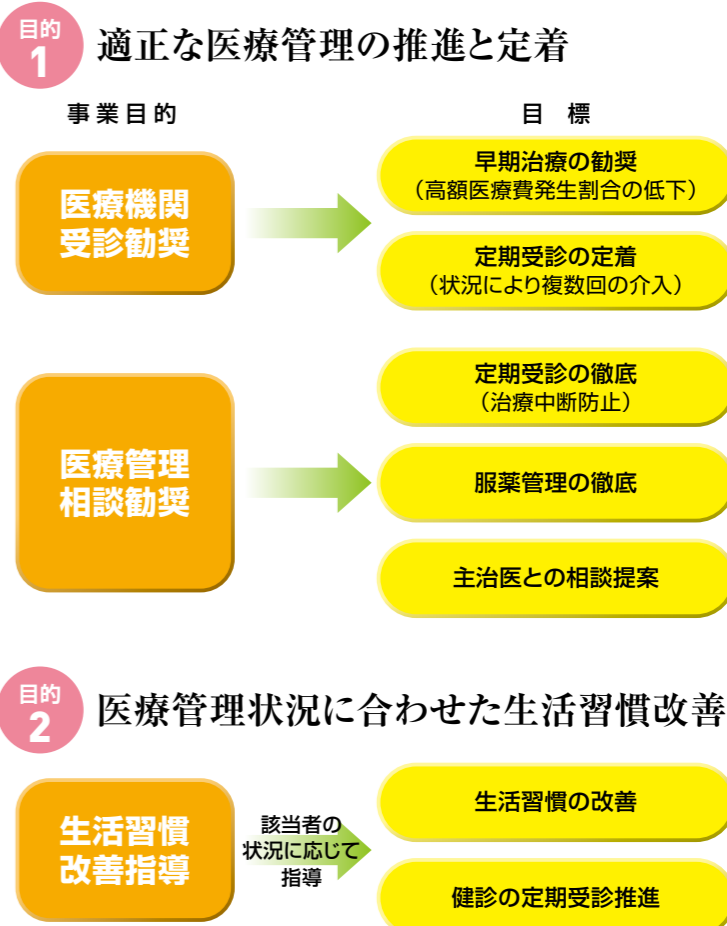 目的
1
適正な医療管理の推進と定着
事業目的
目標
医療機関
受診勧奨
早期治療の勧奨
（高額医療費発生割合の低下）
定期受診の定着
（状況により複数回の介入）
医療管理
相談勧奨
定期受診の徹底
（治療中断防止）
服薬管理の徹底
主治医との相談提案
目的
2
医療管理状況に合わせた生活習慣改善
生活習慣
改善指導
該当者の
状況に応じて
指導
生活習慣の改善
健診の定期受診推進